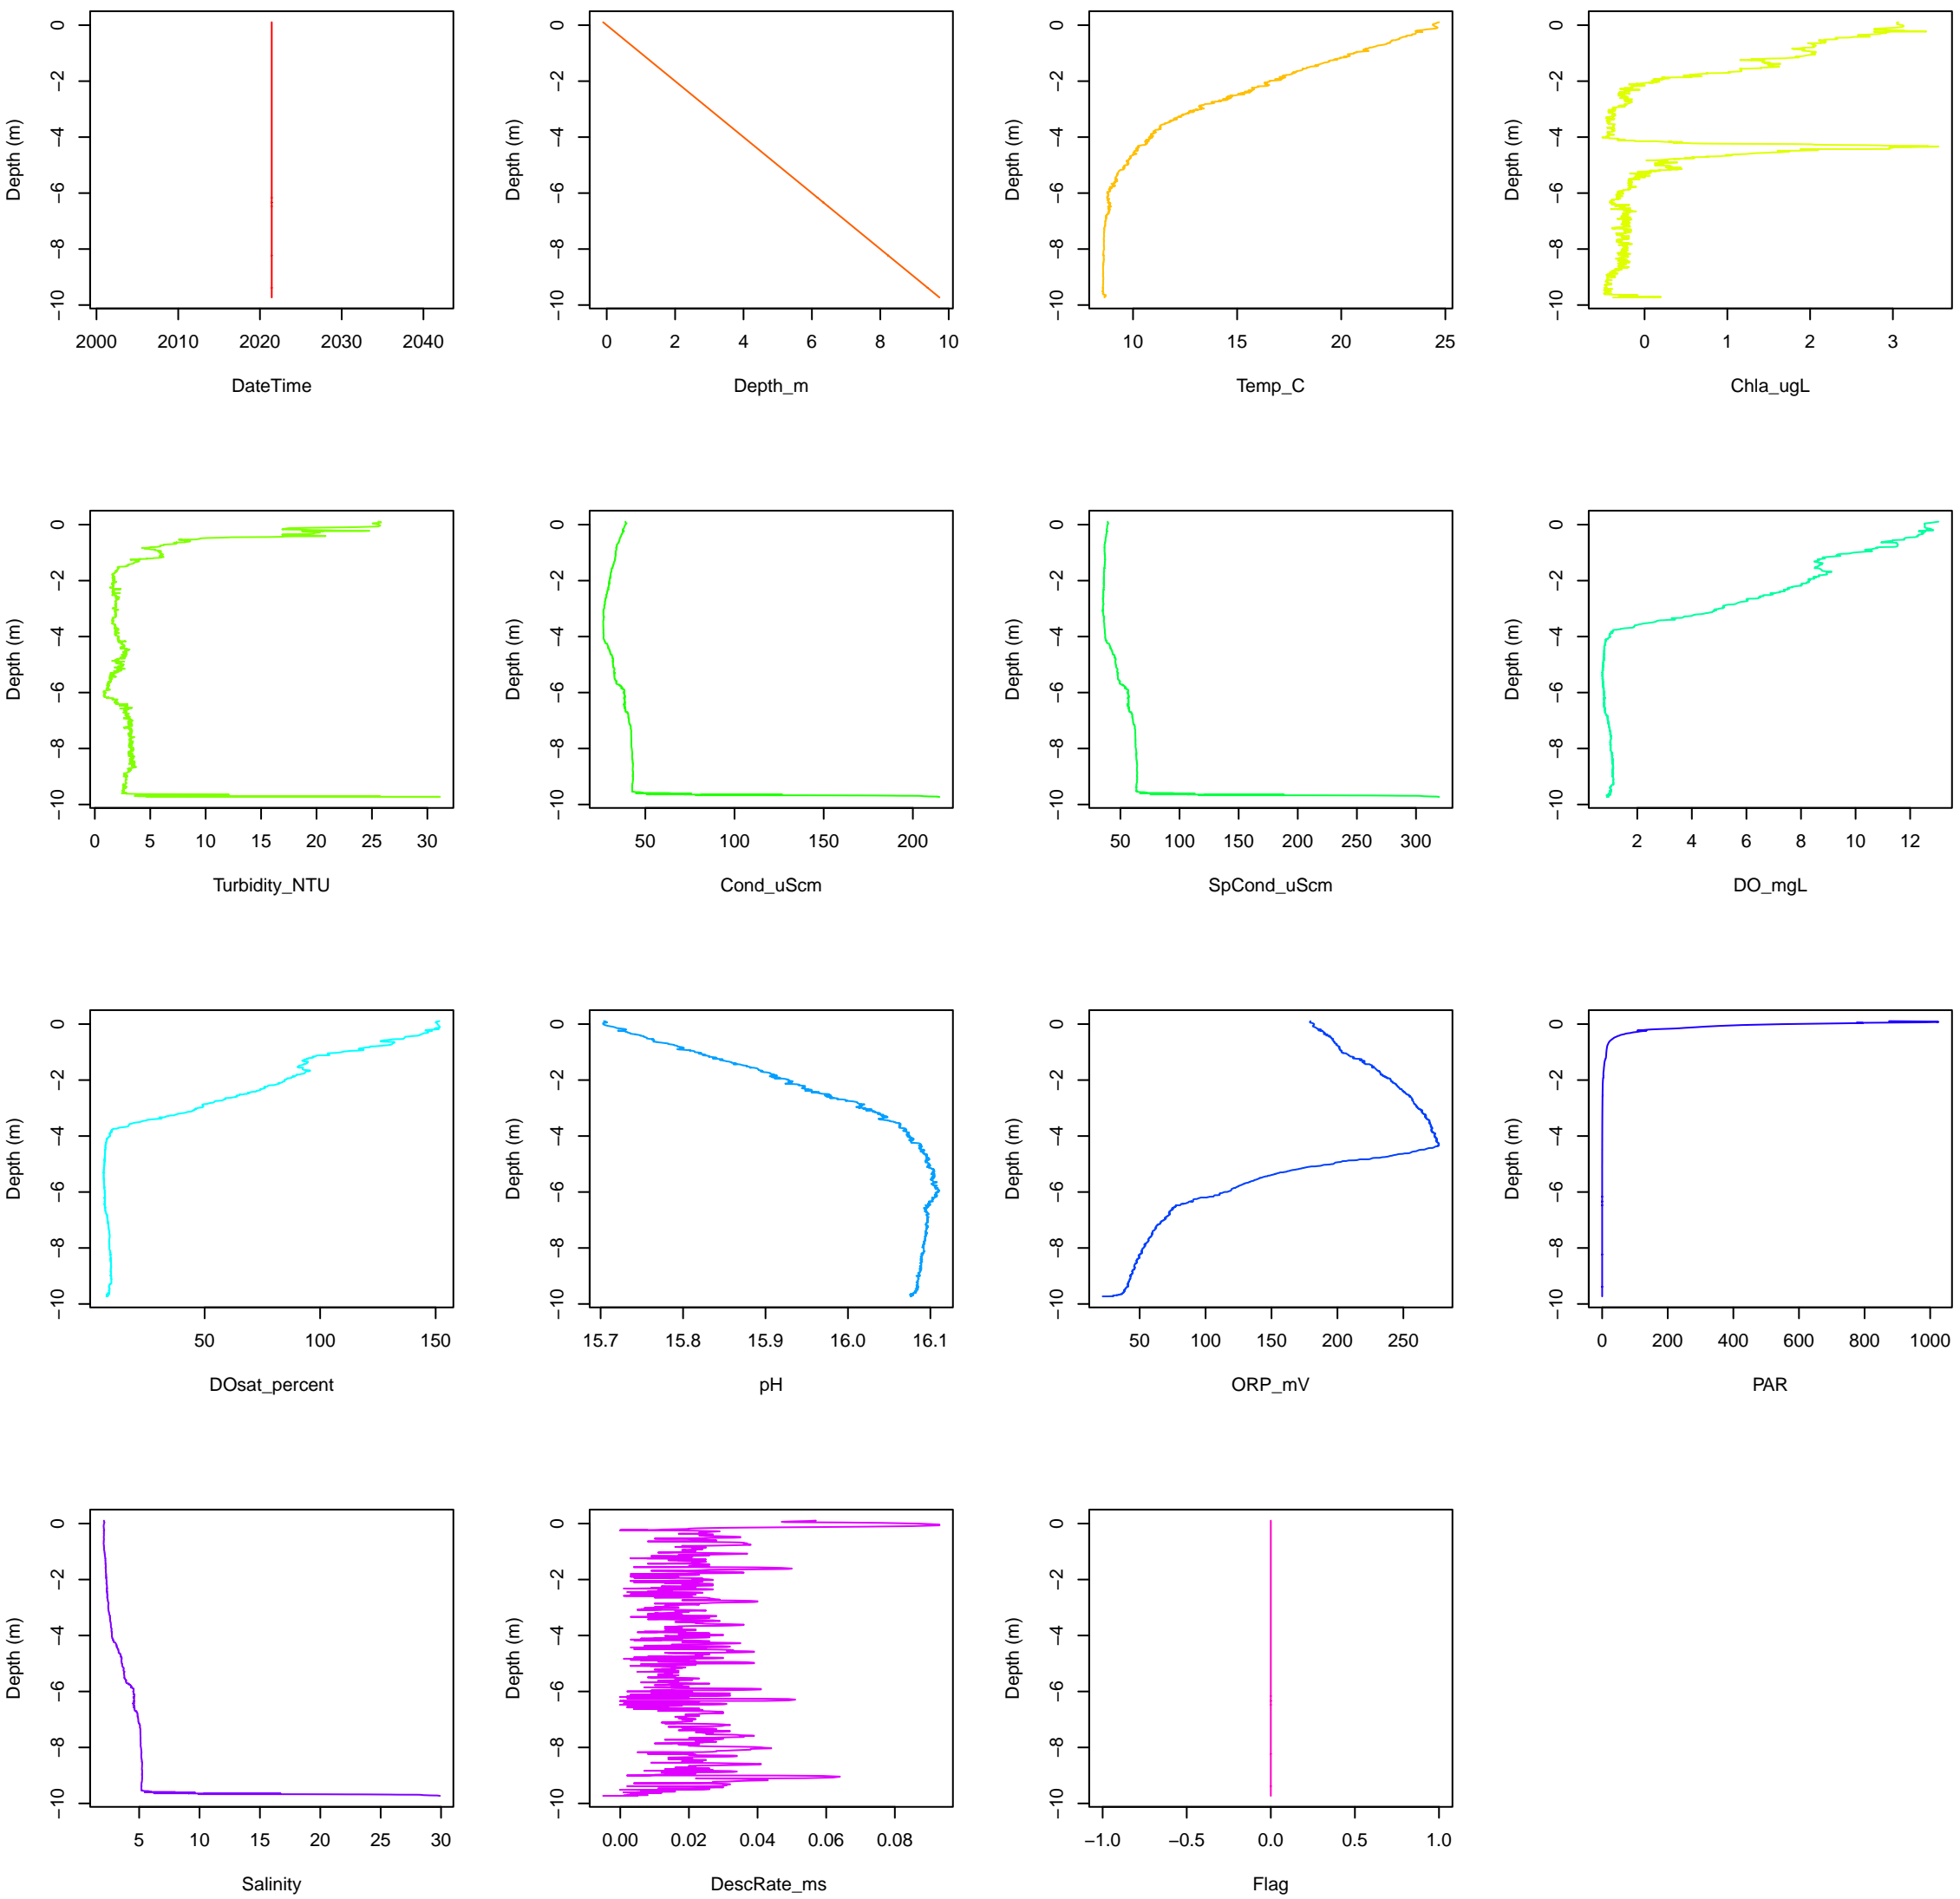 0 −2 −4 −6 −8 −10
Depth (m)
2000 2010 2020 2030 2040
DateTime
0 −2 −4 −6 −8 −10
Depth (m)
0 2 4 6 8 10
Depth_m
0 −2 −4 −6 −8 −10
Depth (m)
10 15 20 25
Temp_C
0 −2 −4 −6 −8 −10
Depth (m)
0 1 2 3
Chla_ugL
0 −2 −4 −6 −8 −10
Depth (m)
0 5 10 15 20 25 30
Turbidity_NTU
0 −2 −4 −6 −8 −10
Depth (m)
50 100 150 200
Cond_uScm
0 −2 −4 −6 −8 −10
Depth (m)
50 100 150 200 250 300
SpCond_uScm
0 −2 −4 −6 −8 −10
Depth (m)
2 4 6 8 10 12
DO_mgL
0 −2 −4 −6 −8 −10
Depth (m)
50 100 150
DOsat_percent
0 −2 −4 −6 −8 −10
Depth (m)
15.7 15.8 15.9 16.0 16.1
pH
0 −2 −4 −6 −8 −10
Depth (m)
50 100 150 200 250
ORP_mV
0 −2 −4 −6 −8 −10
Depth (m)
0 200 400 600 800 1000
PAR
0 −2 −4 −6 −8 −10
Depth (m)
5 10 15 20 25 30
Salinity
0 −2 −4 −6 −8 −10
Depth (m)
0.00 0.02 0.04 0.06 0.08
DescRate_ms
0 −2 −4 −6 −8 −10
Depth (m)
−1.0 −0.5 0.0 0.5 1.0
Flag